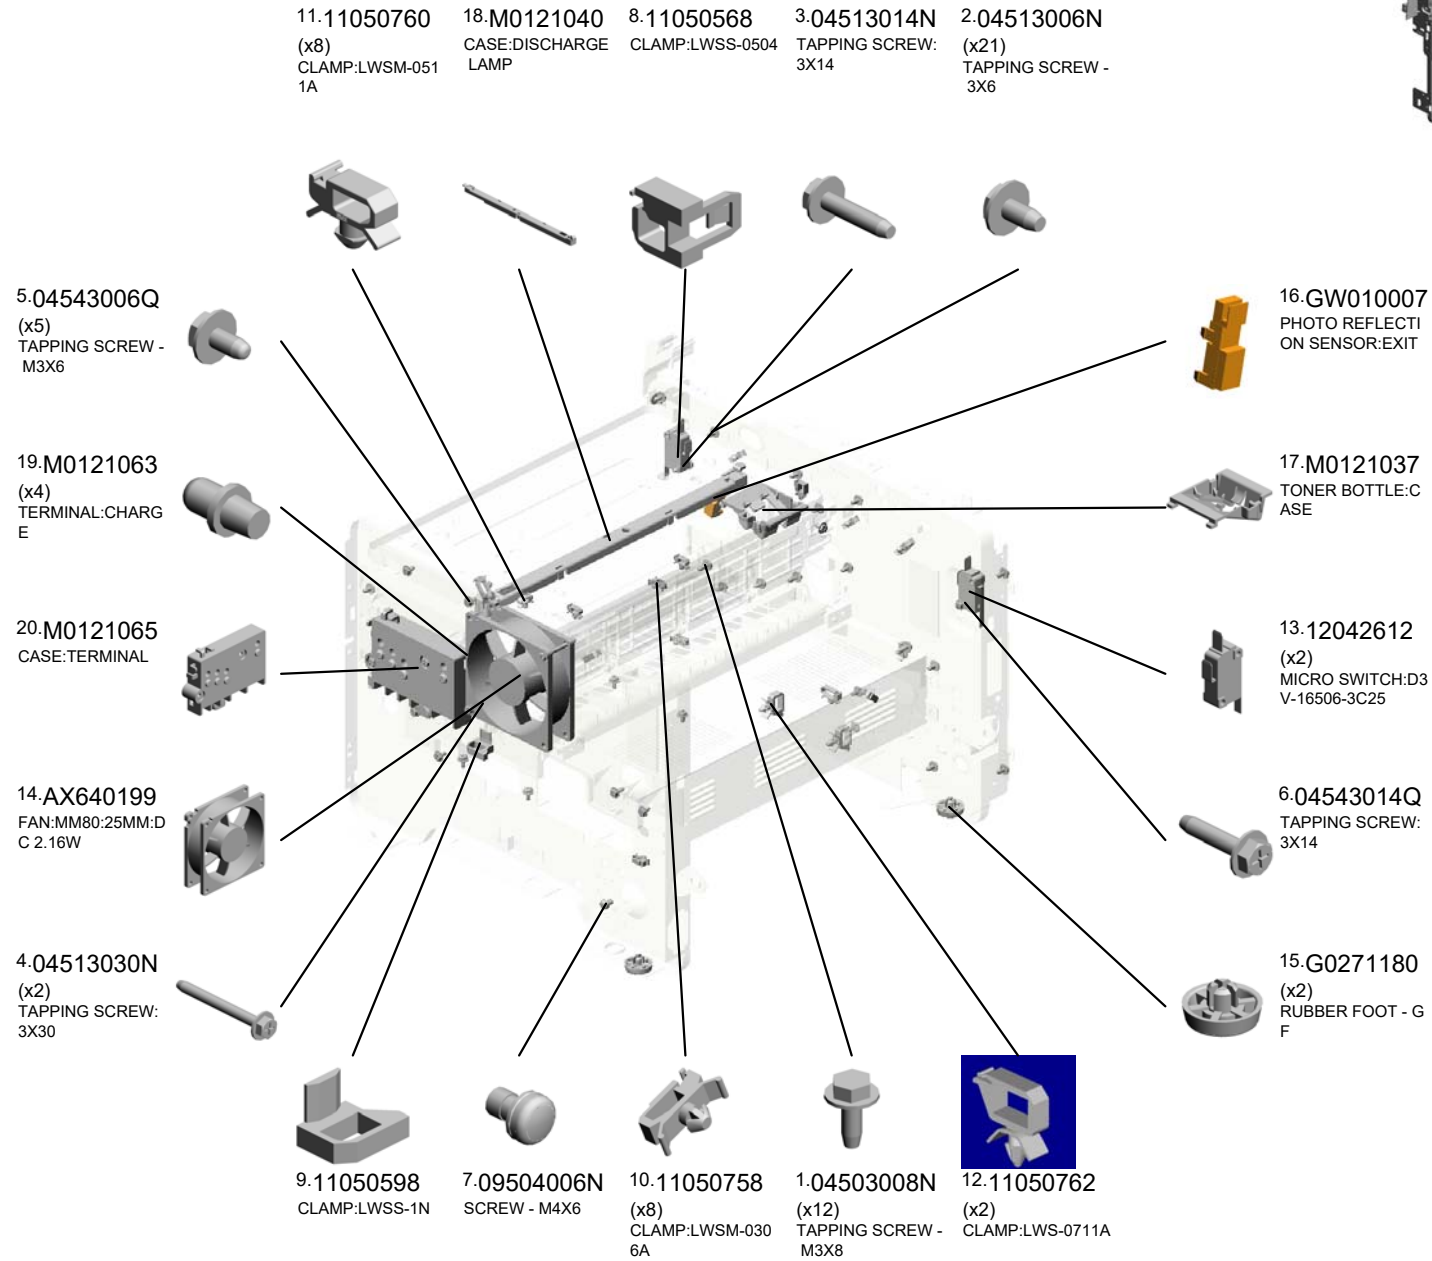 11.11050760
(x8)
CLAMP:LWSM-051
1A
18.M0121040
CASE:DISCHARGE
LAMP
8.11050568
CLAMP:LWSS-0504
3.04513014N
TAPPING SCREW:
3X14
2.04513006N
(x21)
TAPPING SCREW -
3X6
5.04543006Q
(x5)
TAPPING SCREW -
M3X6
16.GW010007
PHOTO REFLECTI
ON SENSOR:EXIT
19.M0121063
(x4)
TERMINAL:CHARG
E
17.M0121037
TONER BOTTLE:C
ASE
20.M0121065
CASE:TERMINAL
13.12042612
(x2)
MICRO SWITCH:D3
V-16506-3C25
14.AX640199
FAN:MM80:25MM:D
C 2.16W
6.04543014Q
TAPPING SCREW:
3X14
4.04513030N
(x2)
TAPPING SCREW:
3X30
15.G0271180
(x2)
RUBBER FOOT - G
F
9.11050598
CLAMP:LWSS-1N
7.09504006N
SCREW - M4X6
10.11050758
(x8)
CLAMP:LWSM-030
6A
1.04503008N
(x12)
TAPPING SCREW -
M3X8
12.11050762
(x2)
CLAMP:LWS-0711A